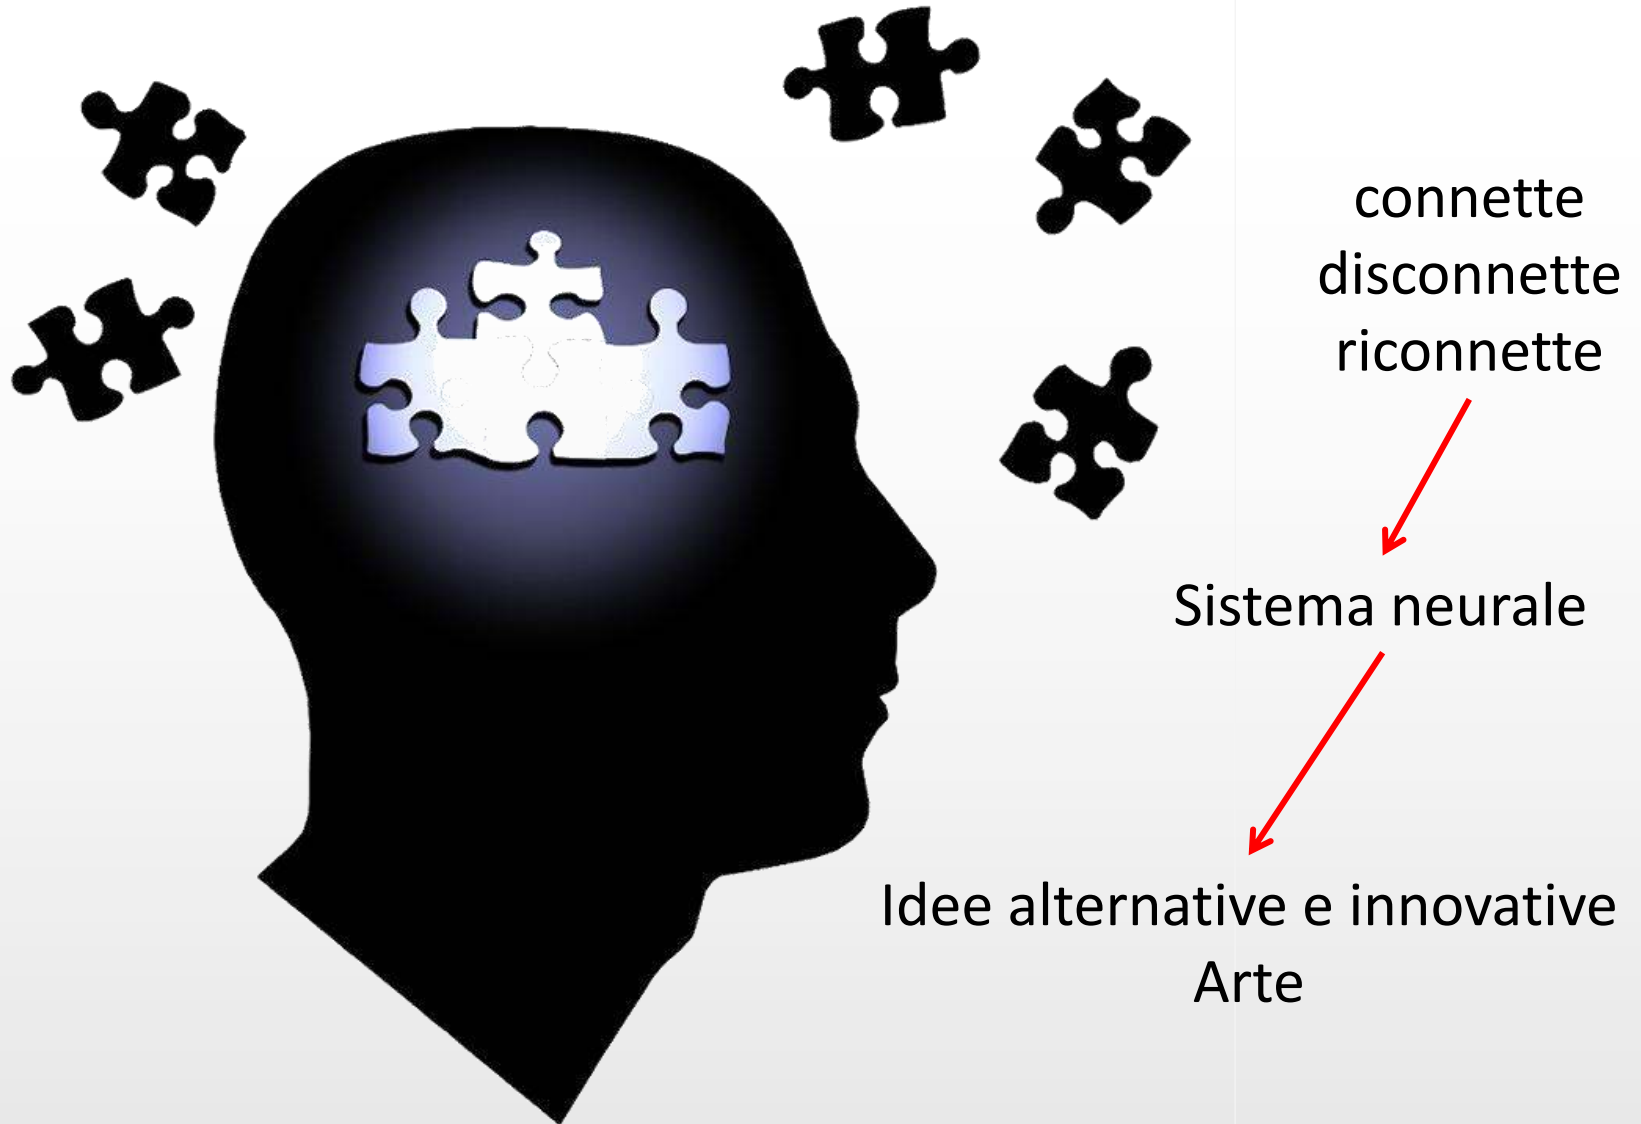 connette
disconnette
riconnette
Sistema neurale
Idee alternative e innovative
Arte